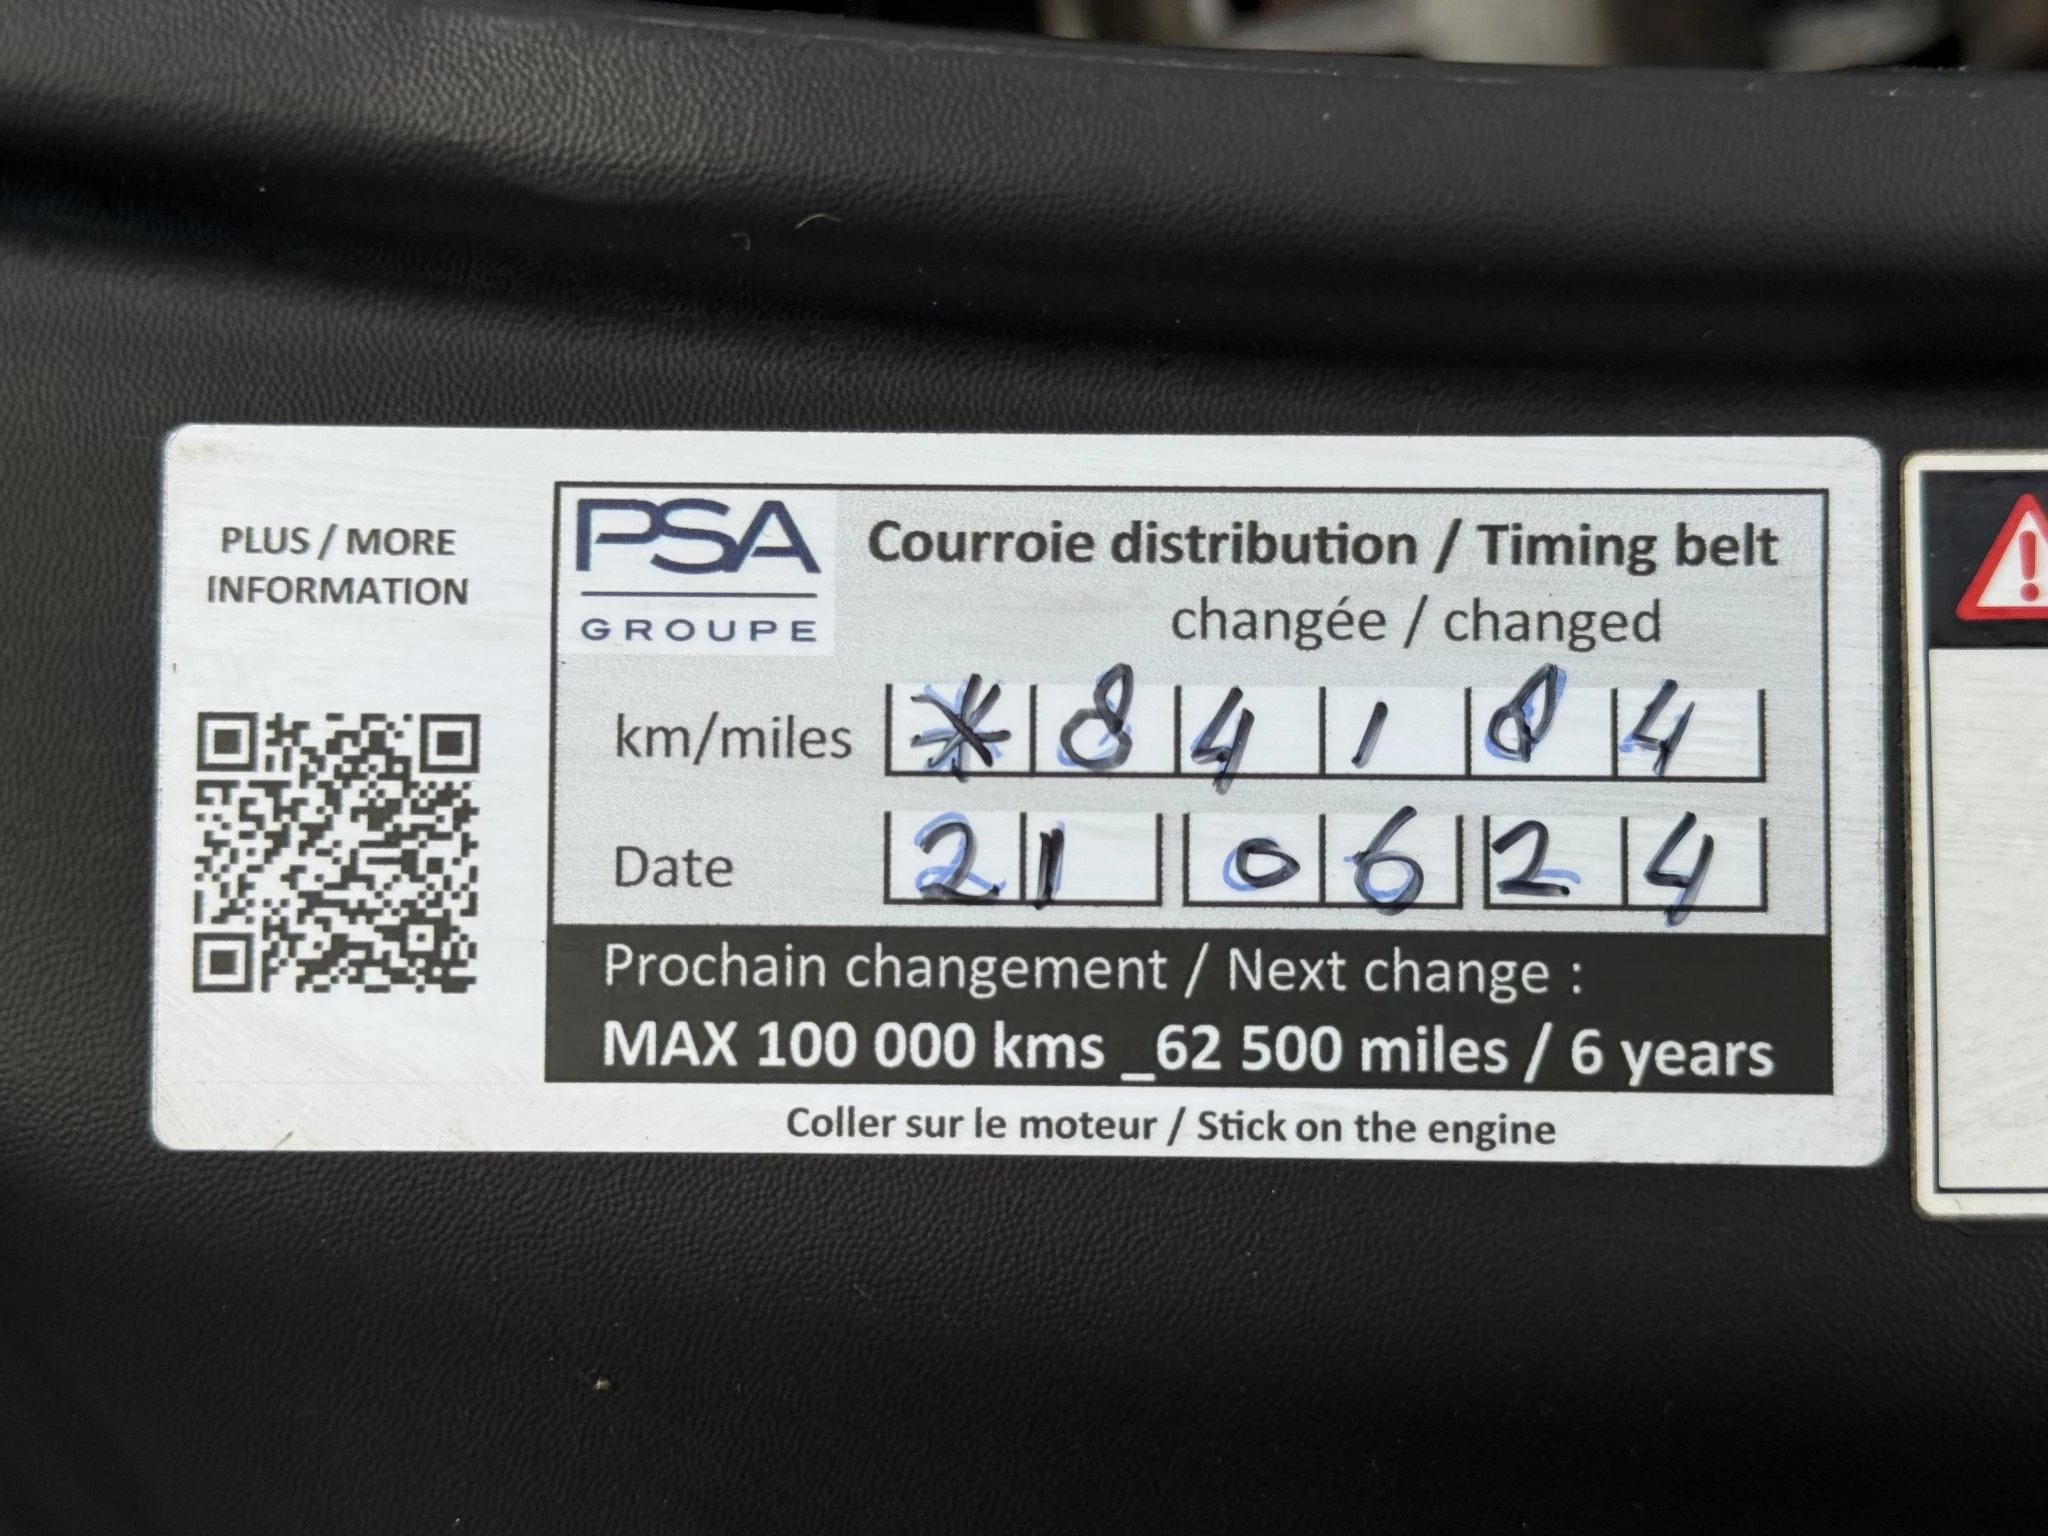 PLUS / MORE
INFORMATION
PSA
GROUPE
Courroie distribution / Timing belt
changée / changed
km/miles *84184
Date 21 06 24
Prochain changement / Next change :
MAX 100 000 kms _62 500 miles / 6 years
Coller sur le moteur / Stick on the engine